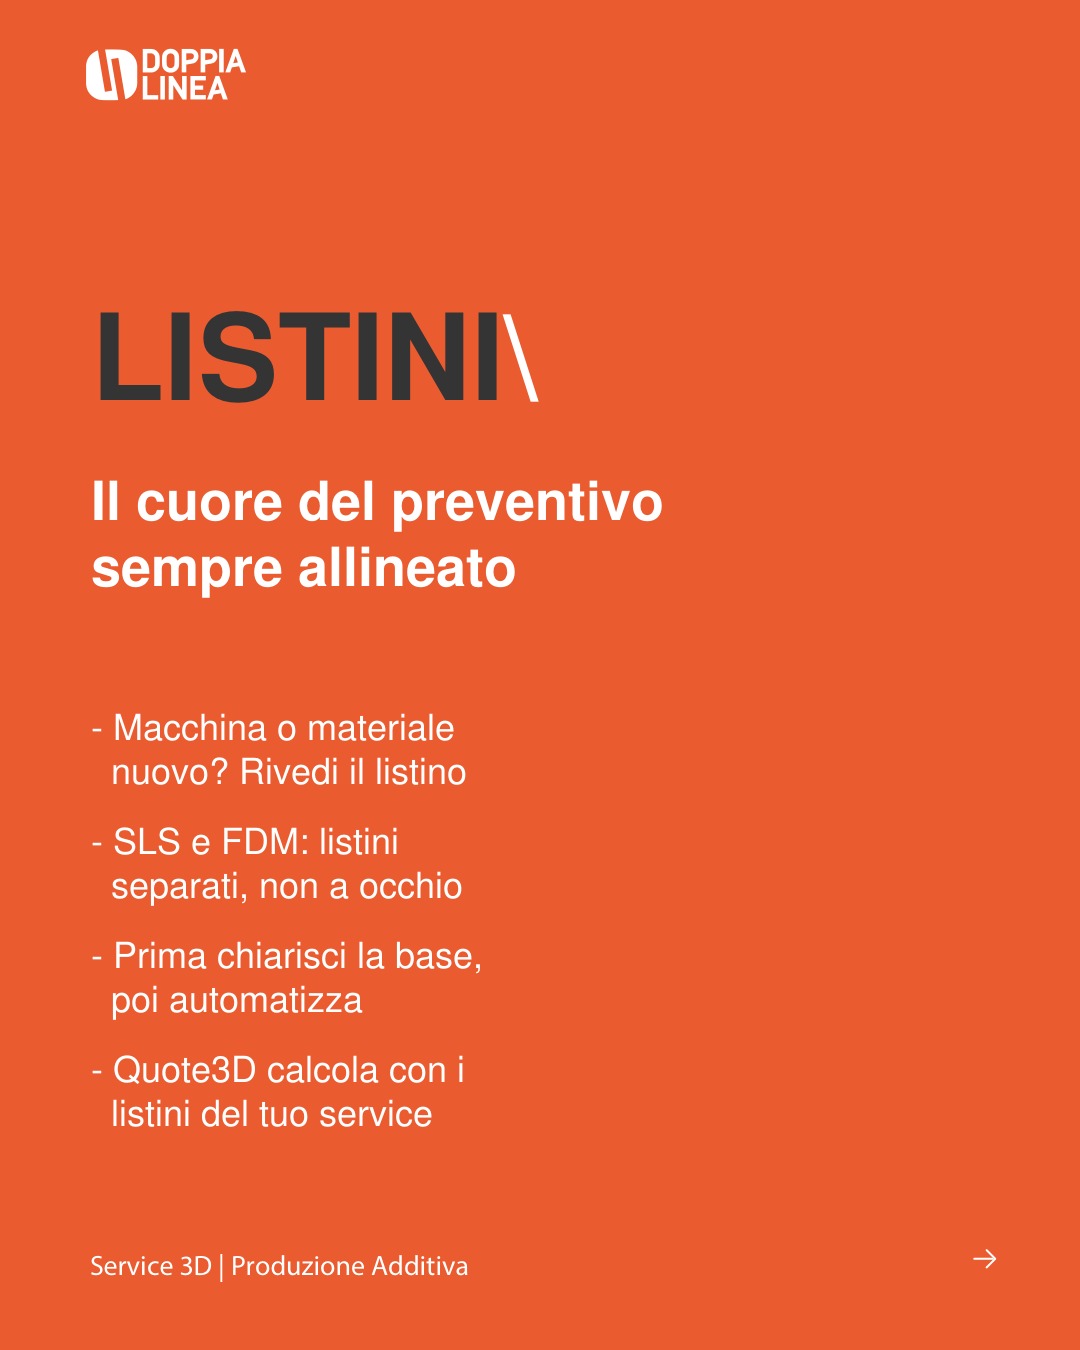 DOPPIA
LINEA
LISTINI\
Il cuore del preventivo
sempre allineato
- Macchina o materiale
nuovo? Rivedi il listino
- SLS e FDM: listini
separati, non a occhio
- Prima chiarisci la base,
poi automatizza
- Quote3D calcola con i
listini del tuo service
Service 3D | Produzione Additiva →